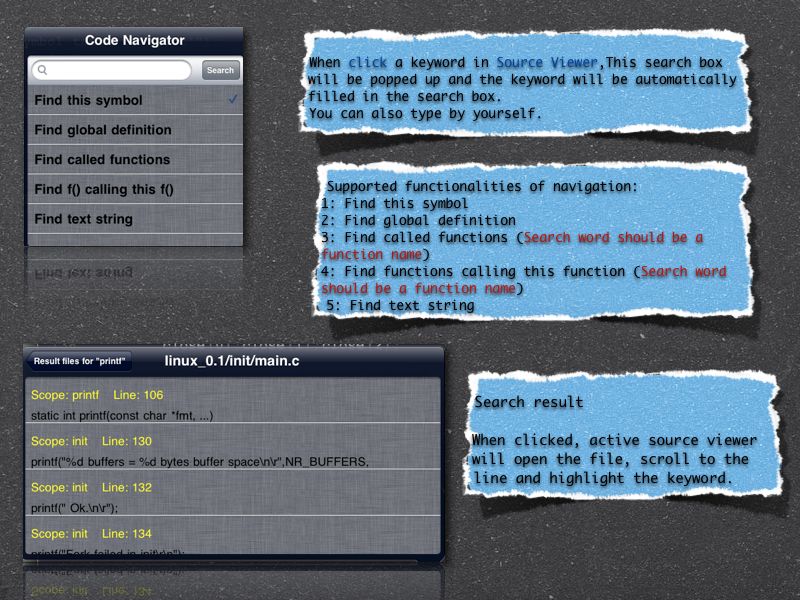 Code Navigator
Search
Find this symbol
Find global definition
Find called functions
Find f() calling this f()
Find text string
When click a keyword in Source Viewer,This search box
will be popped up and the keyword will be automatically
filled in the search box.
You can also type by yourself.
Supported functionalities of navigation:
1: Find this symbol
2: Find global definition
3: Find called functions (Search word should be a
function name)
4: Find functions calling this function (Search word
should be a function name)
5: Find text string
Result files for "printf"
linux_0.1/init/main.c
Scope: printf Line: 106
static int printf(const char *fmt, ...)
Scope: init Line: 130
printf("%d buffers = %d bytes buffer space\n\r",NR_BUFFERS,
Scope: init Line: 132
printf(" Ok.\n\r");
Scope: init Line: 134
printf("Fork failed in init\r\n");
Search result
When clicked, active source viewer
will open the file, scroll to the
line and highlight the keyword.